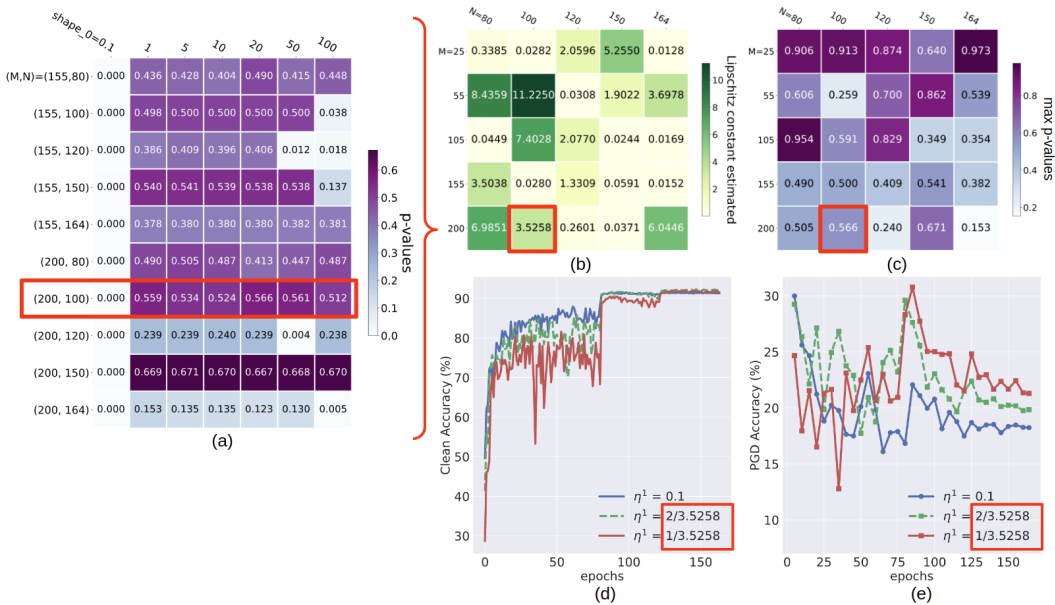 shape_0=0.1 1 5 10 20 50 100
(M,N)=(155,80) 0.000 0.436 0.428 0.404 0.490 0.415 0.448
(155, 100) 0.000 0.498 0.500 0.500 0.500 0.500 0.038
(155, 120) 0.000 0.386 0.409 0.396 0.406 0.012 0.018
(155, 150) 0.000 0.540 0.541 0.539 0.538 0.538 0.137
(155, 164) 0.000 0.378 0.380 0.380 0.380 0.382 0.381
(200, 80) 0.000 0.490 0.505 0.487 0.413 0.447 0.487
(200, 100) 0.000 0.559 0.534 0.524 0.566 0.561 0.512
(200, 120) 0.000 0.239 0.239 0.240 0.239 0.004 0.238
(200, 150) 0.000 0.669 0.671 0.670 0.667 0.668 0.670
(200, 164) 0.000 0.153 0.135 0.135 0.123 0.130 0.005
0.6
0.5
0.4
0.3
0.2
0.1
0.0
p-values
(a)
N=80 100 120 150 164
M=25 0.3385 0.0282 2.0596 5.2550 0.0128
55 8.4359 11.2250 0.0308 1.9022 3.6978
105 0.0449 7.4028 2.0770 0.0244 0.0169
155 3.5038 0.0280 1.3309 0.0591 0.0152
200 6.9851 3.5258 0.2601 0.0371 6.0446
10
8
6
4
2
Lipschitz constant estimated
(b)
N=80 100 120 150 164
M=25 0.906 0.913 0.874 0.640 0.973
55 0.606 0.259 0.700 0.862 0.539
105 0.954 0.591 0.829 0.349 0.354
155 0.490 0.500 0.409 0.541 0.382
200 0.505 0.566 0.240 0.671 0.153
0.8
0.6
0.4
0.2
max p-values
(c)
Clean Accuracy (%)
90
80
70
60
50
40
30
η¹ = 0.1
η¹ = 2/3.5258
η¹ = 1/3.5258
0 50 100 150
epochs
(d)
PGD Accuracy (%)
30
25
20
15
10
η¹ = 0.1
η¹ = 2/3.5258
η¹ = 1/3.5258
0 25 50 75 100 125 150
epochs
(e)